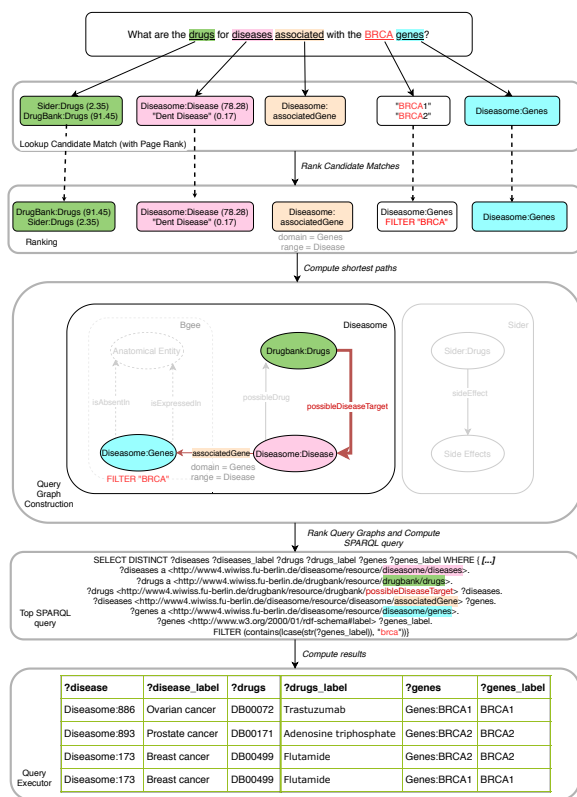 What are the drugs for diseases associated with the BRCA genes?
Sider:Drugs (2.35)
DrugBank:Drugs (91.45)
Diseasome:Disease (78.28)
"Dent Disease" (0.17)
Diseasome:
associatedGene
"BRCA1"
"BRCA2"
Diseasome:Genes
Lookup Candidate Match (with Page Rank)
Rank Candidate Matches
DrugBank:Drugs (91.45)
Sider:Drugs (2.35)
Diseasome:Disease (78.28)
"Dent Disease" (0.17)
Diseasome:
associatedGene
Diseasome:Genes
FILTER "BRCA"
Diseasome:Genes
domain = Genes
range = Disease
Ranking
Compute shortest paths
Bgee
Diseasome
Sider
Anatomical Entity
Drugbank:Drugs
Sider:Drugs
isAbsentIn
isExpressedIn
possibleDrug
possibleDiseaseTarget
sideEffect
Diseasome:Genes
associatedGene
Diseasome:Disease
Side Effects
domain = Genes
range = Disease
FILTER "BRCA"
Query
Graph
Construction
Rank Query Graphs and Compute
SPARQL query
SELECT DISTINCT ?diseases ?diseases_label ?drugs ?drugs_label ?genes ?genes_label WHERE { [...]
?diseases a <http://www4.wiwiss.fu-berlin.de/diseasome/resource/diseasome/diseases>.
?drugs a <http://www4.wiwiss.fu-berlin.de/drugbank/resource/drugbank/drugs>.
?drugs <http://www4.wiwiss.fu-berlin.de/drugbank/resource/drugbank/possibleDiseaseTarget> ?diseases.
?diseases <http://www4.wiwiss.fu-berlin.de/diseasome/resource/diseasome/associatedGene> ?genes.
?genes a <http://www4.wiwiss.fu-berlin.de/diseasome/resource/diseasome/genes>.
?genes <http://www.w3.org/2000/01/rdf-schema#label> ?genes_label.
FILTER (contains(lcase(str(?genes_label)), "brca"))}
Top SPARQL
query
Compute results
?disease ?disease_label ?drugs ?drugs_label ?genes ?genes_label
Diseasome:886 Ovarian cancer DB00072 Trastuzumab Genes:BRCA1 BRCA1
Diseasome:893 Prostate cancer DB00171 Adenosine triphosphate Genes:BRCA2 BRCA2
Diseasome:173 Breast cancer DB00499 Flutamide Genes:BRCA2 BRCA2
Diseasome:173 Breast cancer DB00499 Flutamide Genes:BRCA1 BRCA1
Query
Executor